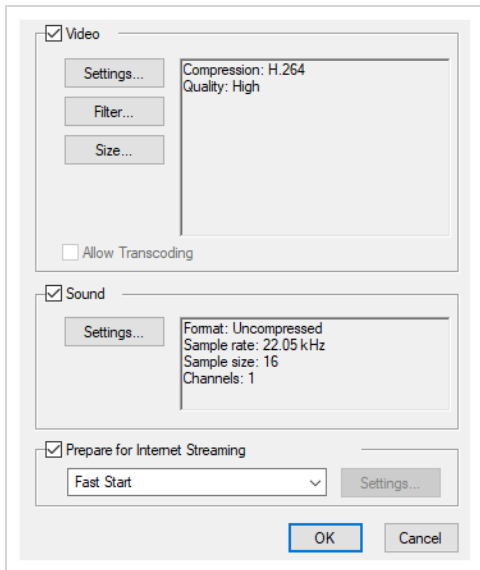 Video
Settings...
Compression: H.264
Quality: High
Filter...
Size...
Allow Transcoding
Sound
Settings...
Format: Uncompressed
Sample rate: 22.05 kHz
Sample size: 16
Channels: 1
Prepare for Internet Streaming
Fast Start
Settings...
OK
Cancel